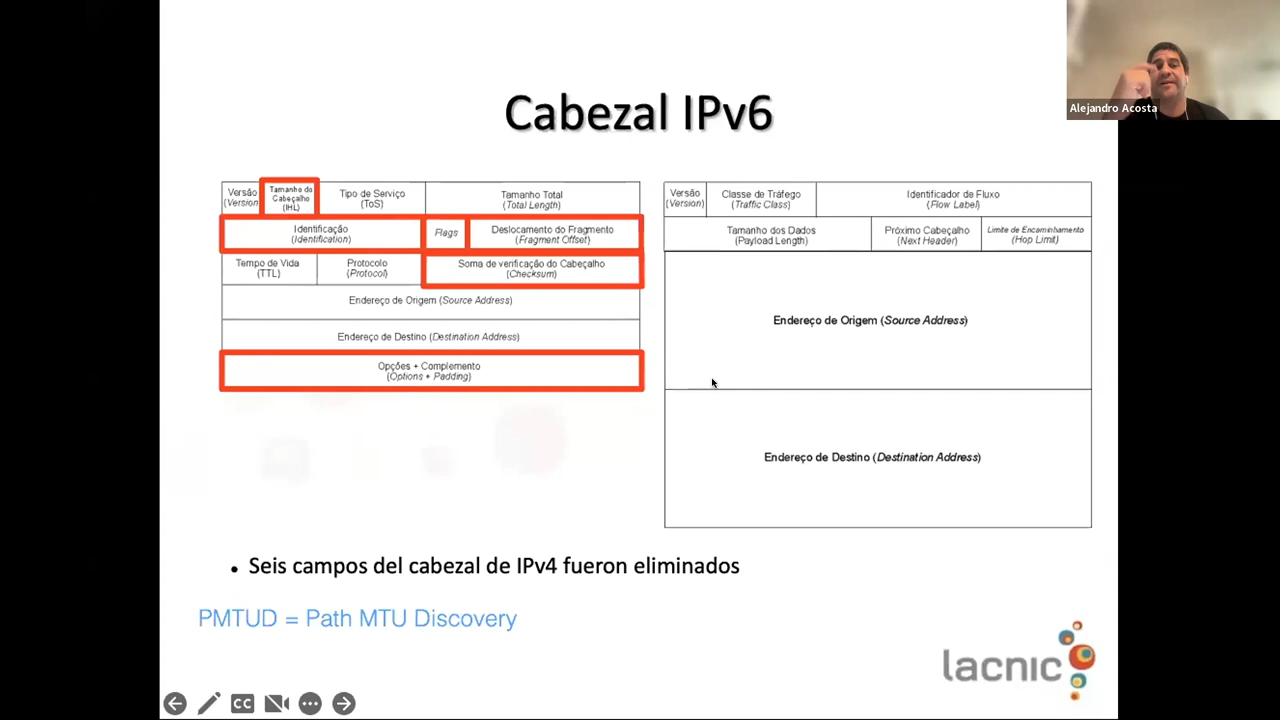 Alejandro Acosta
Cabezal IPv6
Versão
(Version)
Tamanho do
Cabeçalho
(IHL)
Tipo de Serviço
(ToS)
Tamanho Total
(Total Length)
Identificação
(Identification)
Flags
Deslocamento do Fragmento
(Fragment Offset)
Tempo de Vida
(TTL)
Protocolo
(Protocol)
Soma de verificação do Cabeçalho
(Checksum)
Endereço de Origem (Source Address)
Endereço de Destino (Destination Address)
Opções + Complemento
(Options + Padding)
Versão
(Version)
Classe de Tráfego
(Traffic Class)
Identificador de Fluxo
(Flow Label)
Tamanho dos Dados
(Payload Length)
Próximo Cabeçalho
(Next Header)
Limite de Encaminhamento
(Hop Limit)
Endereço de Origem (Source Address)
Endereço de Destino (Destination Address)
• Seis campos del cabezal de IPv4 fueron eliminados
PMTUD = Path MTU Discovery
lacnic
CC